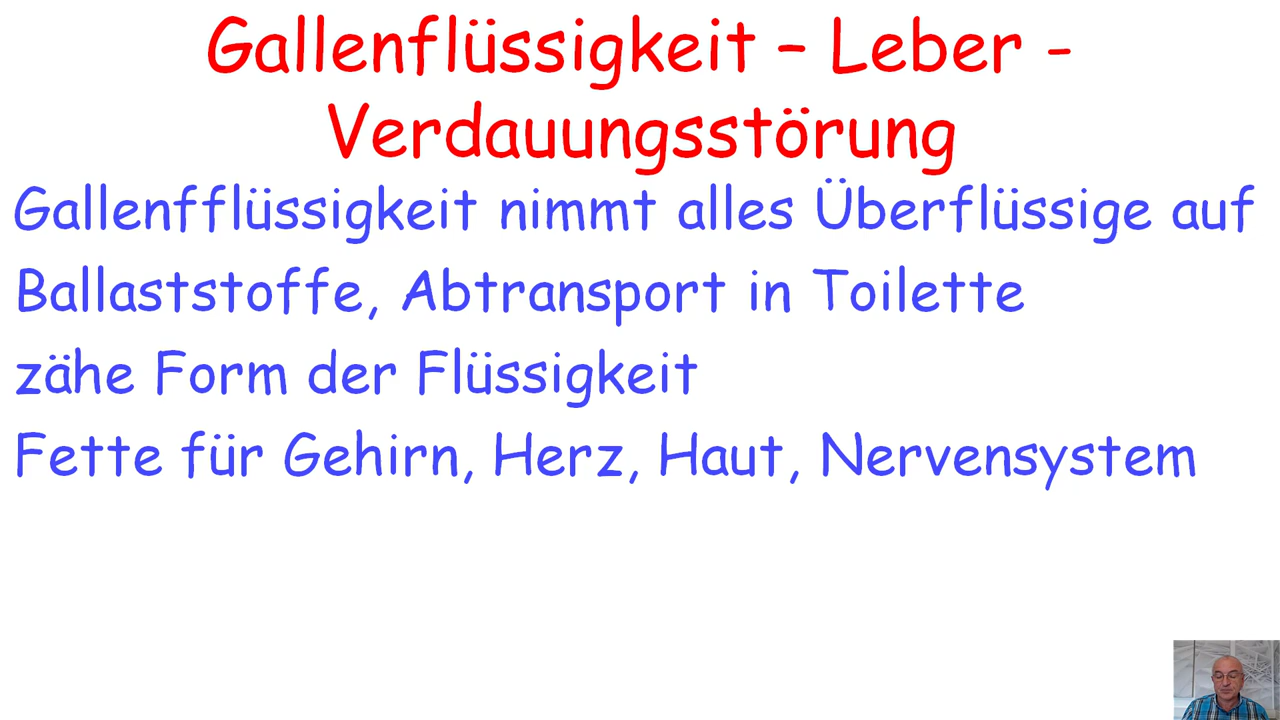 Gallenflüssigkeit – Leber -
Verdauungsstörung
Gallenfflüssigkeit nimmt alles Überflüssige auf
Ballaststoffe, Abtransport in Toilette
zähe Form der Flüssigkeit
Fette für Gehirn, Herz, Haut, Nervensystem